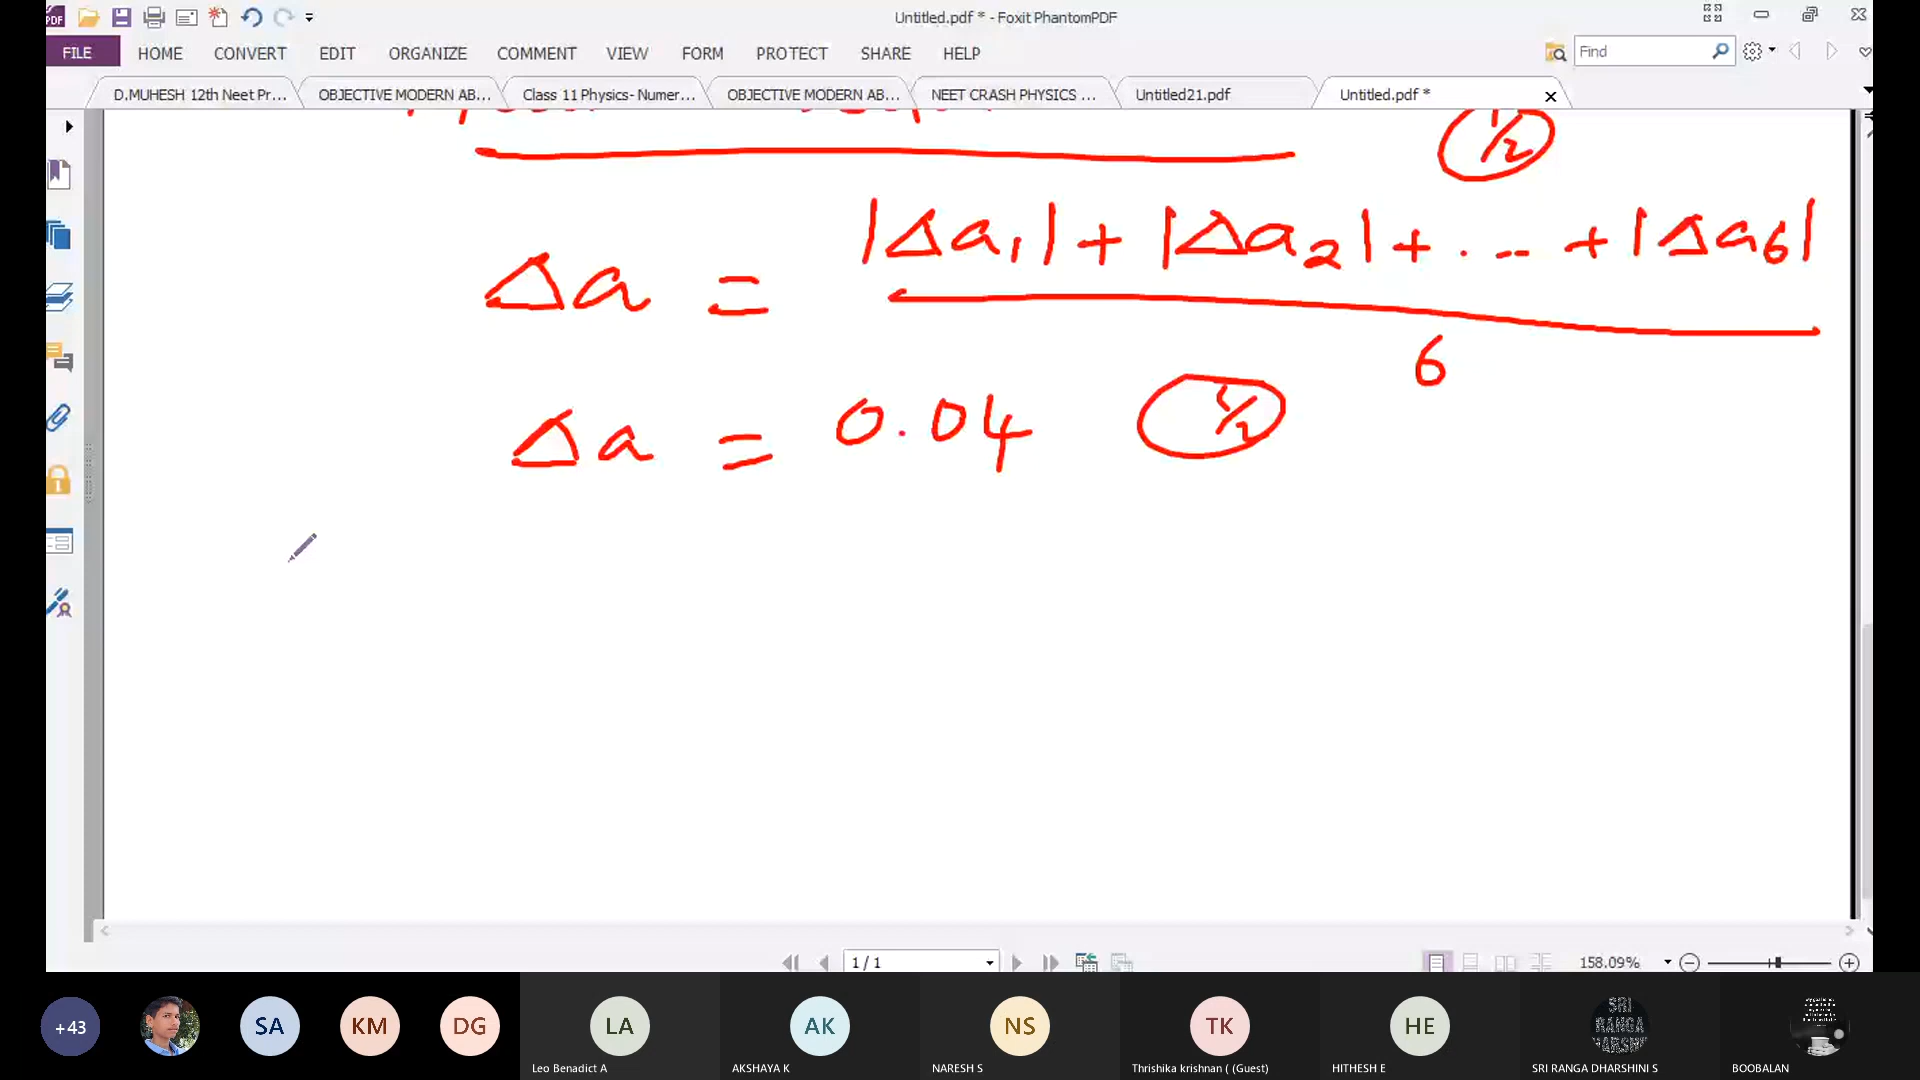 Untitled.pdf * - Foxit PhantomPDF
FILE HOME CONVERT EDIT ORGANIZE COMMENT VIEW FORM PROTECT SHARE HELP Find
D.MUHESH 12th Neet Pr... OBJECTIVE MODERN AB... Class 11 Physics- Numer... OBJECTIVE MODERN AB... NEET CRASH PHYSICS ... Untitled21.pdf Untitled.pdf *
1/2
Δa = |Δa₁| + |Δa₂| + . .. + |Δa₆|
6
Δa = 0.04 1/2
1 / 1 158.09%
+43 SA KM DG LA AK NS TK HE SRI RANGA
Leo Benadict A AKSHAYA K NARESH S Thrishika krishnan ( (Guest) HITHESH E SRI RANGA DHARSHINI S BOOBALAN